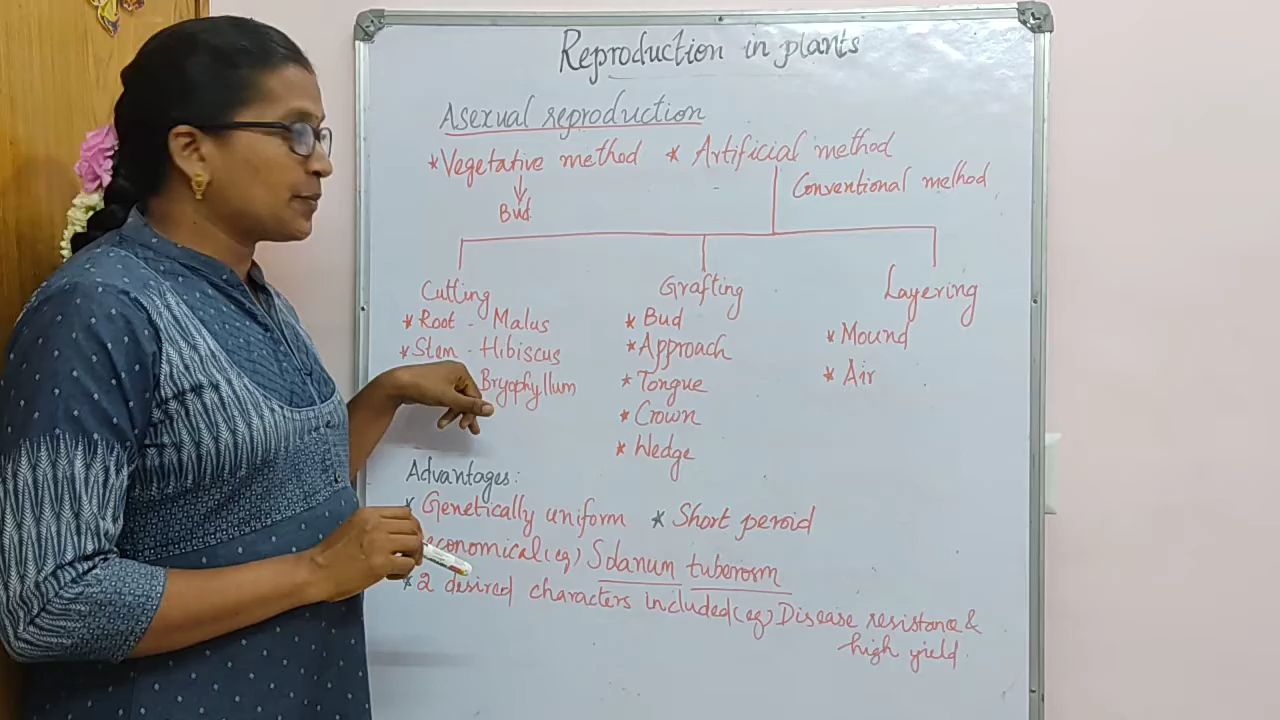 Reproduction in plants
Asexual reproduction
* Vegetative method * Artificial method
Conventional method
Bud
Cutting
* Root - Malus
* Stem - Hibiscus
Bryophyllum
Grafting
* Bud
* Approach
* Tongue
* Crown
* Wedge
Layering
* Mound
* Air
Advantages:
* Genetically uniform * Short peroid
economical (eg) Solanum tuberosm
* 2 desired characters included (eg) Disease resistance &
high yield.